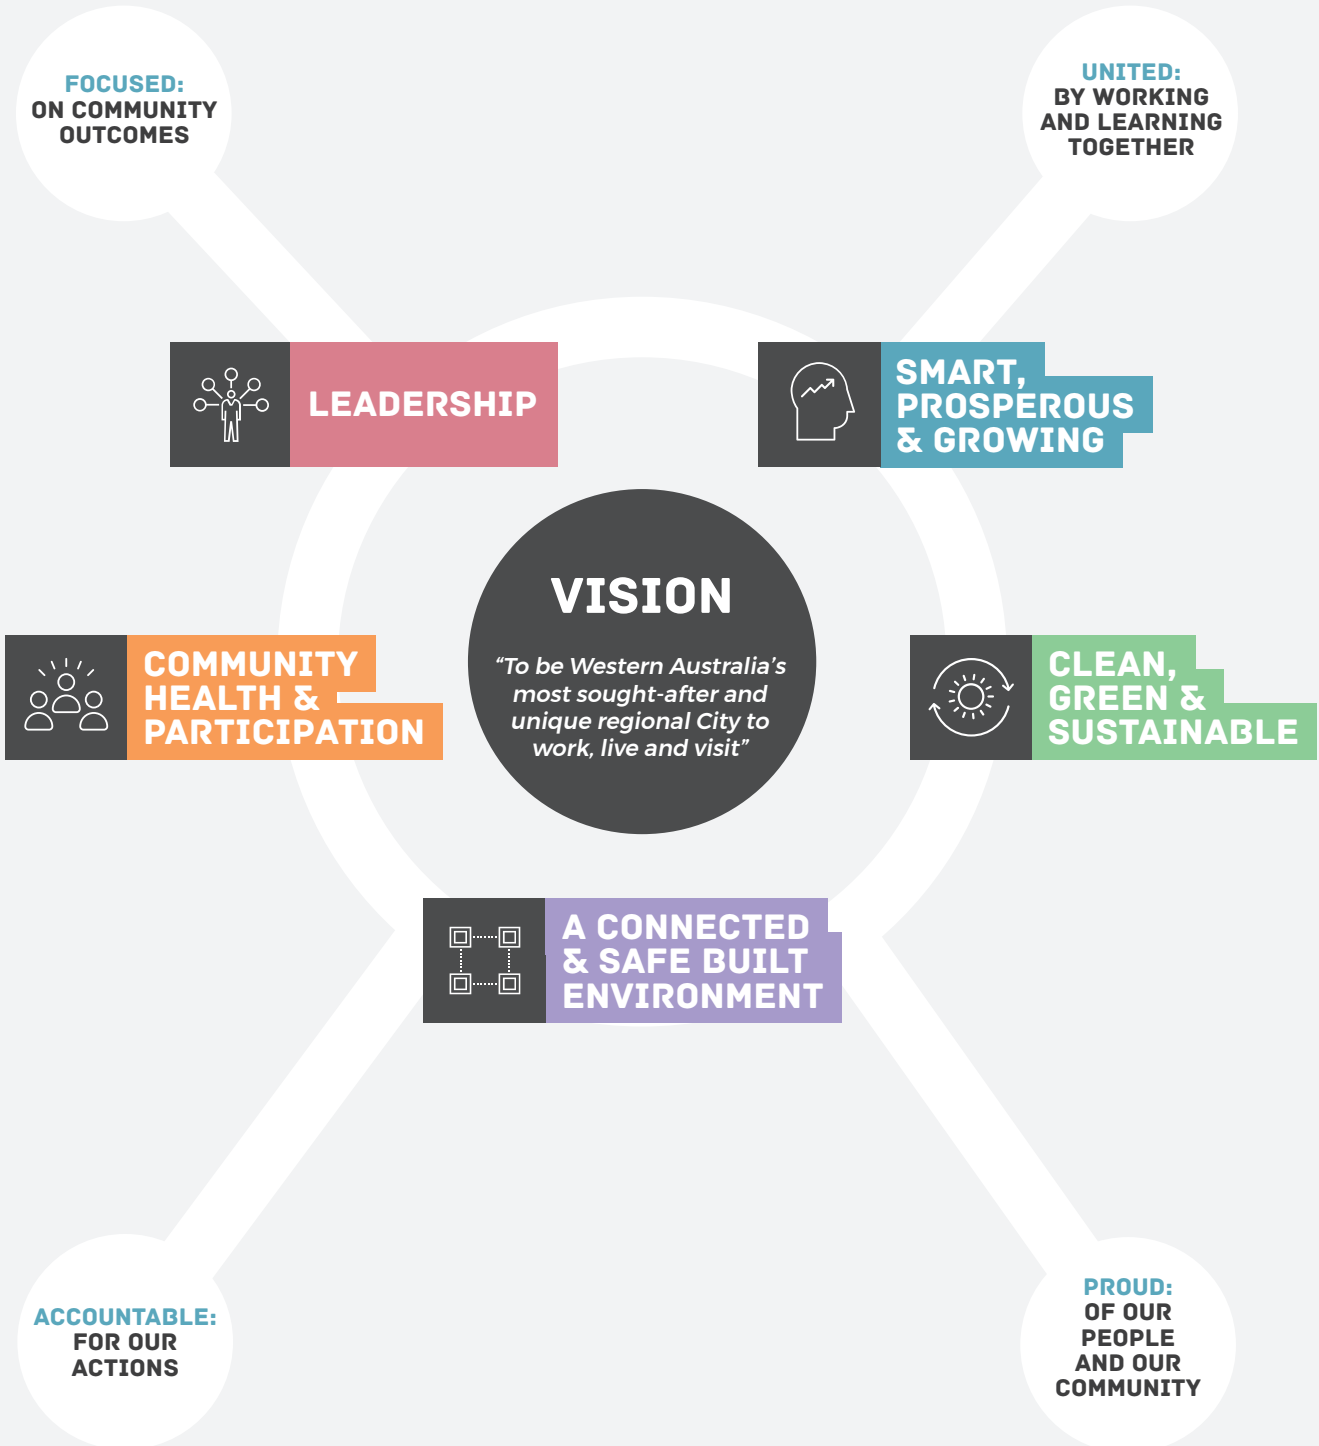 FOCUSED:
ON COMMUNITY
OUTCOMES
UNITED:
BY WORKING
AND LEARNING
TOGETHER
LEADERSHIP
SMART,
PROSPEROUS
& GROWING
VISION
“To be Western Australia’s
most sought-after and
unique regional City to
work, live and visit”
COMMUNITY
HEALTH &
PARTICIPATION
CLEAN,
GREEN &
SUSTAINABLE
A CONNECTED
& SAFE BUILT
ENVIRONMENT
ACCOUNTABLE:
FOR OUR
ACTIONS
PROUD:
OF OUR
PEOPLE
AND OUR
COMMUNITY